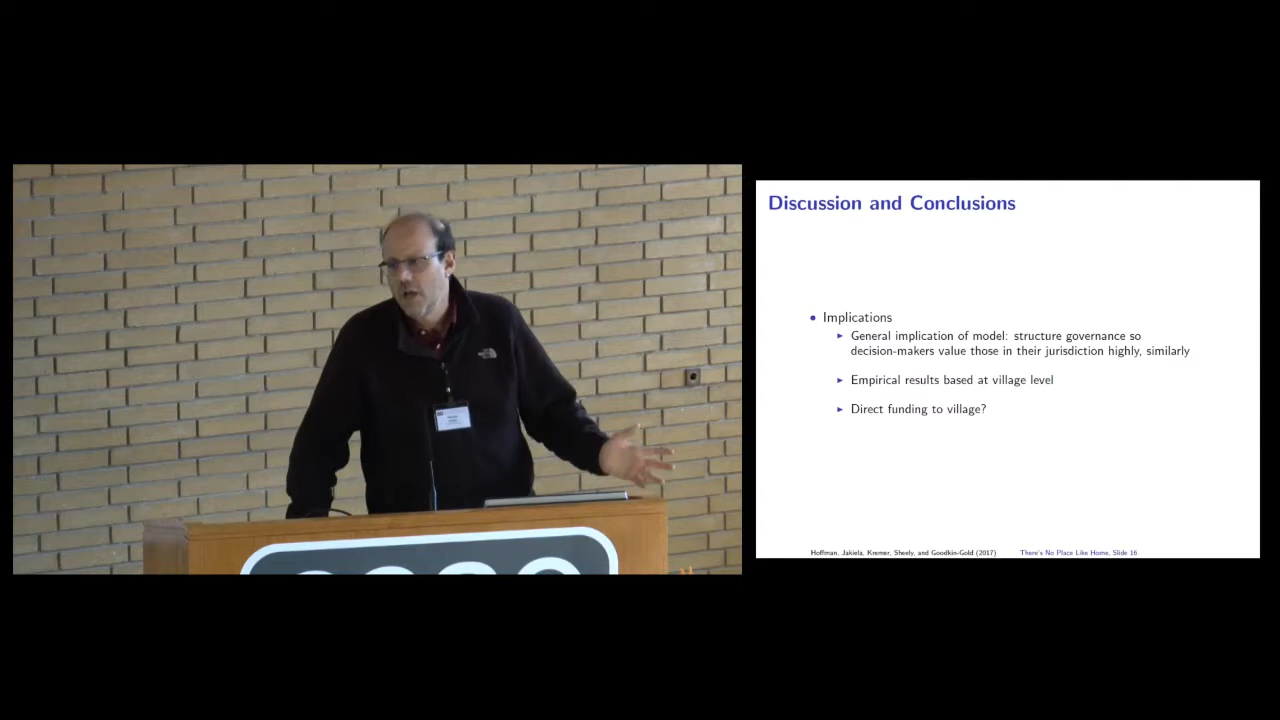 Discussion and Conclusions
• Implications
▶ General implication of model: structure governance so
decision-makers value those in their jurisdiction highly, similarly
▶ Empirical results based at village level
▶ Direct funding to village?
Hoffman, Jakiela, Kremer, Sheely, and Goodkin-Gold (2017) There's No Place Like Home, Slide 16